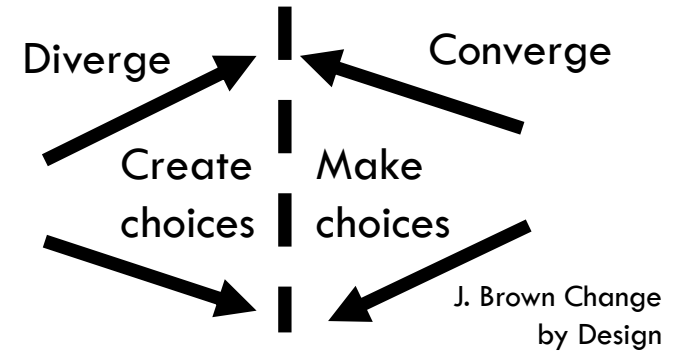 Diverge
Converge
Create
choices
Make
choices
J. Brown Change
by Design